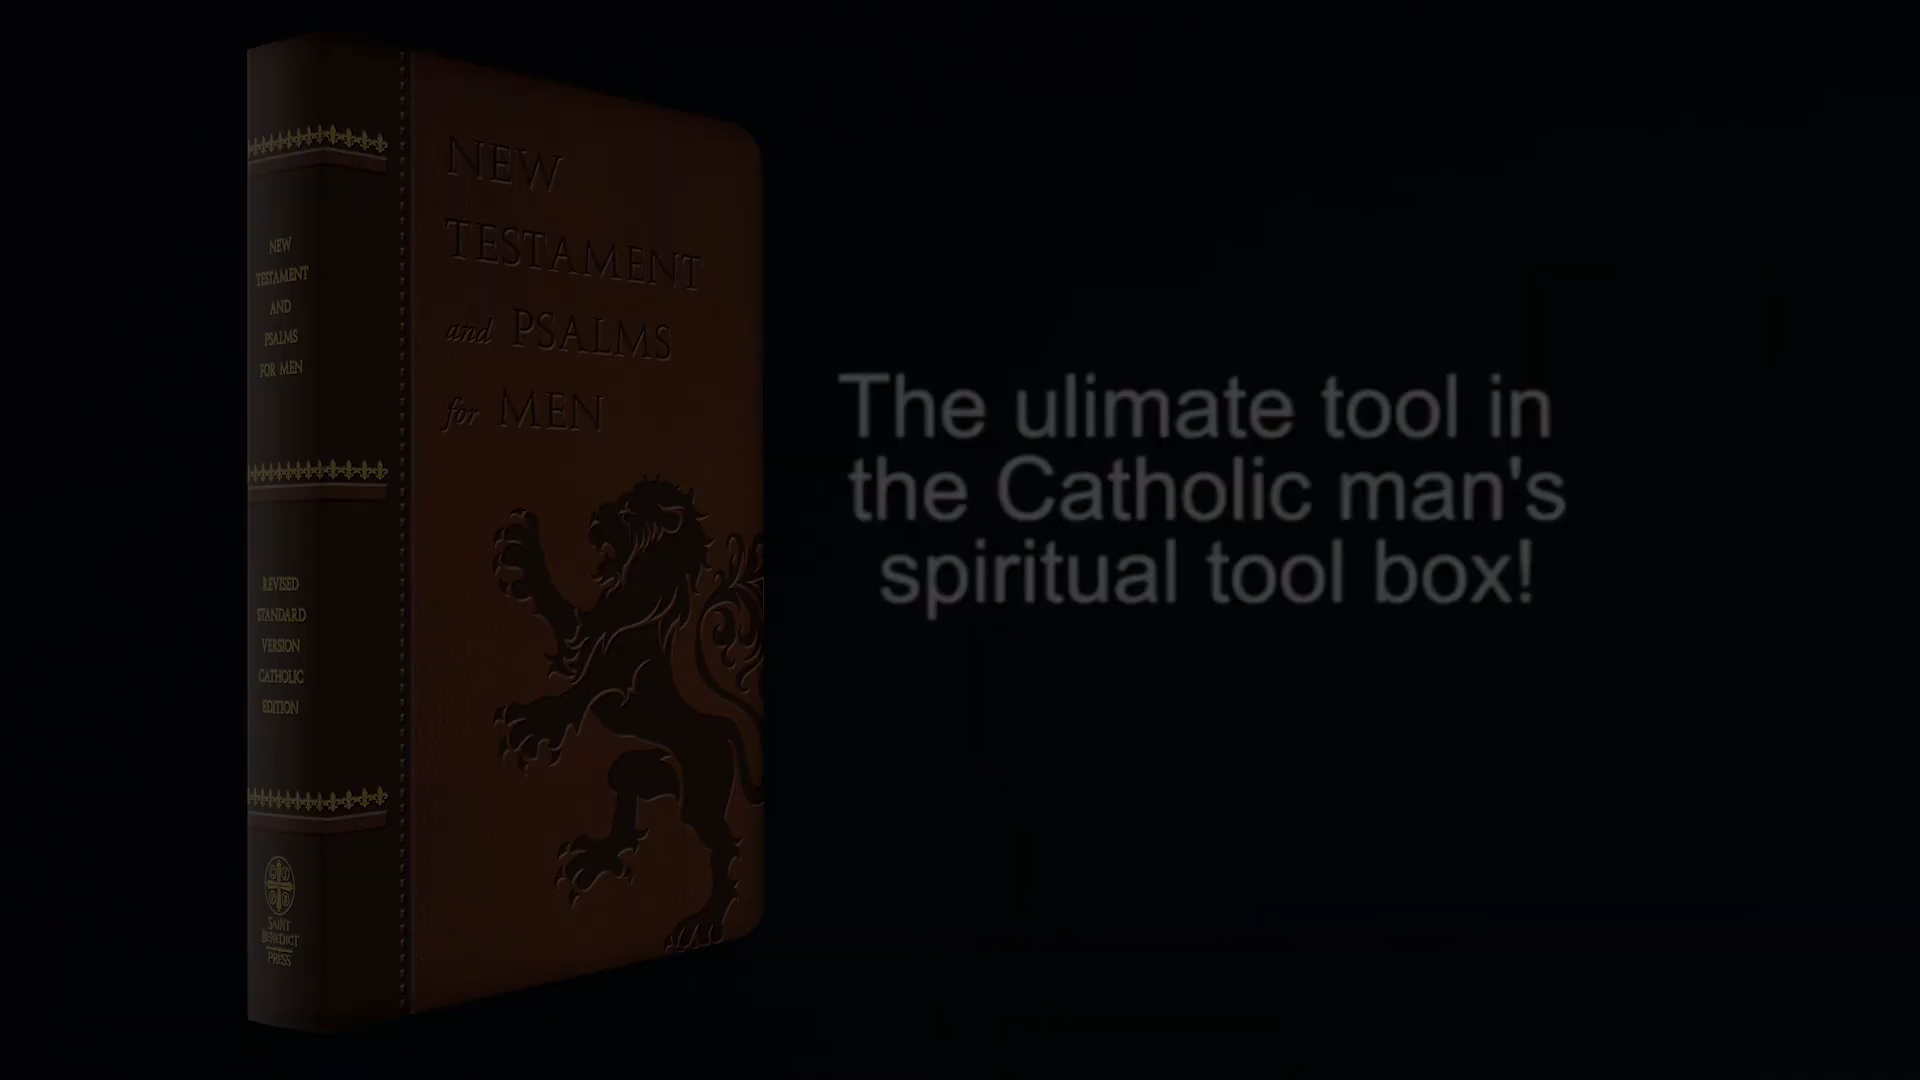 NEW
TESTAMENT
AND
PSALMS
FOR MEN
REVISED
STANDARD
VERSION
CATHOLIC
EDITION
SAINT
BENEDICT
PRESS
NEW
TESTAMENT
and PSALMS
for MEN
The ulimate tool in
the Catholic man's
spiritual tool box!